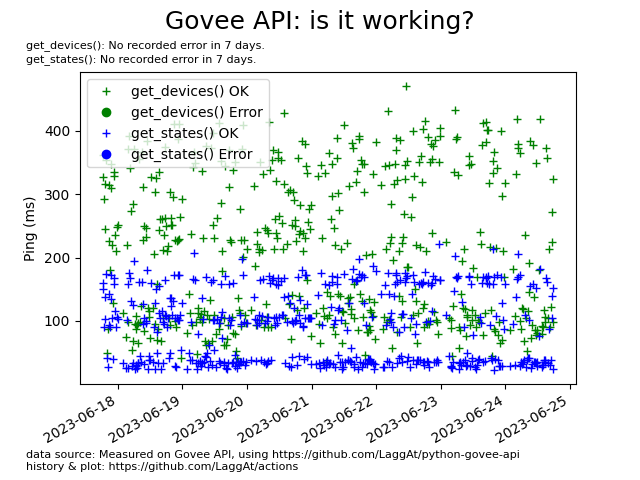 Govee API: is it working?
get_devices(): No recorded error in 7 days.
get_states(): No recorded error in 7 days.
get_devices() OK
get_devices() Error
get_states() OK
get_states() Error
Ping (ms)
400
300
200
100
2023-06-18
2023-06-19
2023-06-20
2023-06-21
2023-06-22
2023-06-23
2023-06-24
2023-06-25
data source: Measured on Govee API, using https://github.com/LaggAt/python-govee-api
history & plot: https://github.com/LaggAt/actions